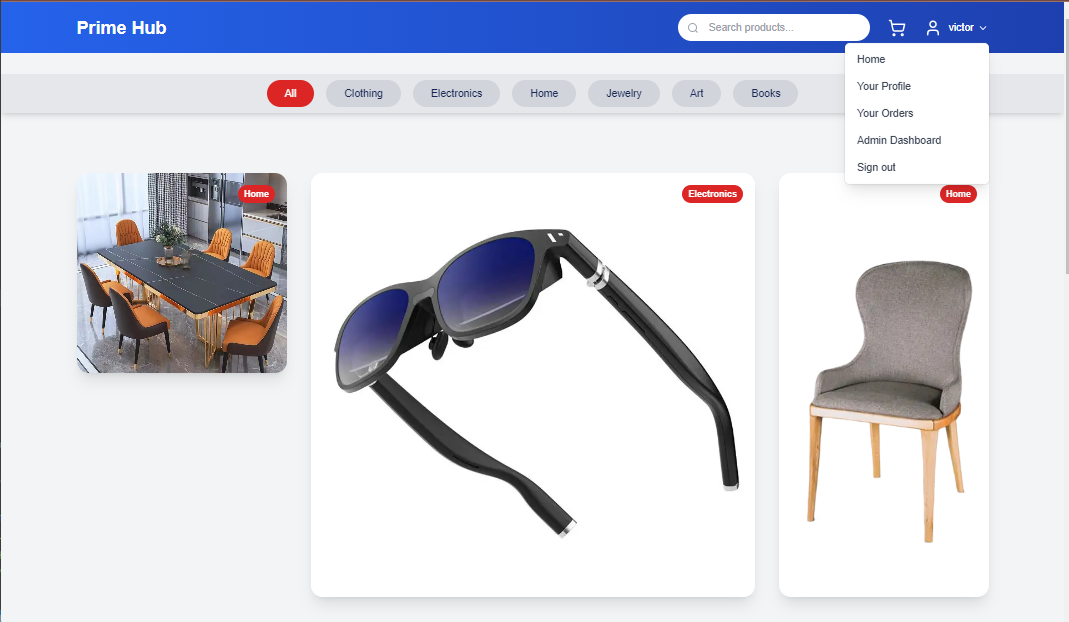 Prime Hub
Search products...
victor
Home
Your Profile
Your Orders
Admin Dashboard
Sign out
All
Clothing
Electronics
Home
Jewelry
Art
Books
Home
Electronics
Home